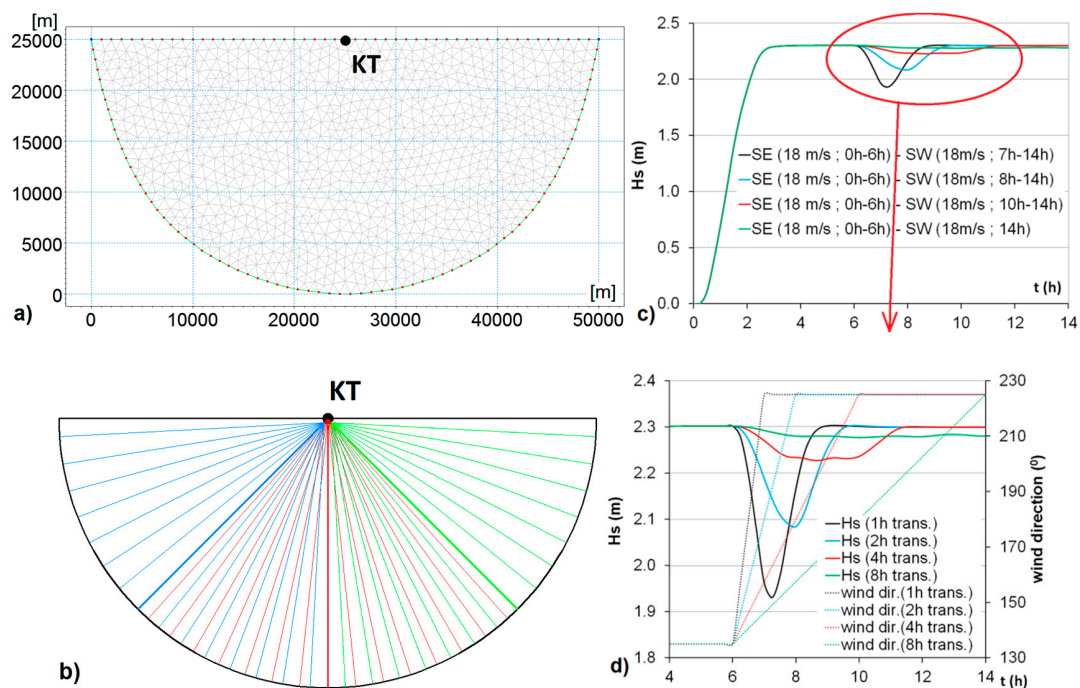 [m]
25000
KT
20000
15000
10000
5000
0
[m]
a)
0 10000 20000 30000 40000 50000
2.5
2.0
1.5
1.0
0.5
0.0
Hs (m)
SE (18 m/s ; 0h-6h) - SW (18m/s ; 7h-14h)
SE (18 m/s ; 0h-6h) - SW (18m/s ; 8h-14h)
SE (18 m/s ; 0h-6h) - SW (18m/s ; 10h-14h)
SE (18 m/s ; 0h-6h) - SW (18m/s ; 14h)
t (h)
c)
0 2 4 6 8 10 12 14
KT
b)
2.4
2.3
2.2
2.1
2.0
1.9
1.8
Hs (m)
230
210
190
170
150
130
wind direction (⁰)
Hs (1h trans.)
Hs (2h trans.)
Hs (4h trans.)
Hs (8h trans.)
wind dir.(1h trans.)
wind dir.(2h trans.)
wind dir.(4h trans.)
wind dir.(8h trans.)
d)
4 6 8 10 12 14
t (h)